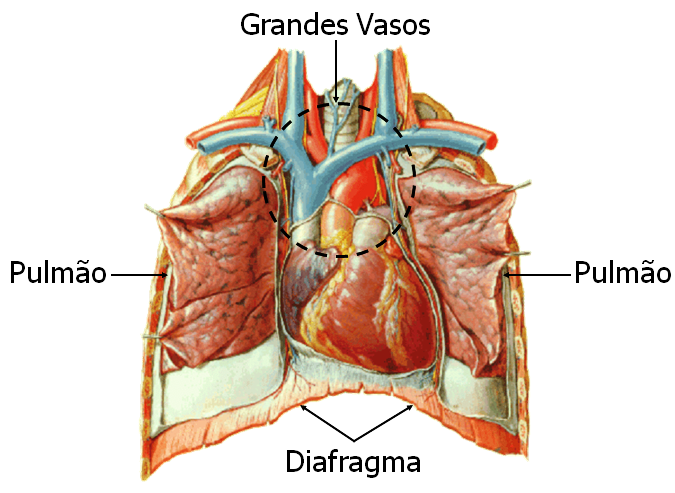 Grandes Vasos
Pulmão
Pulmão
Diafragma